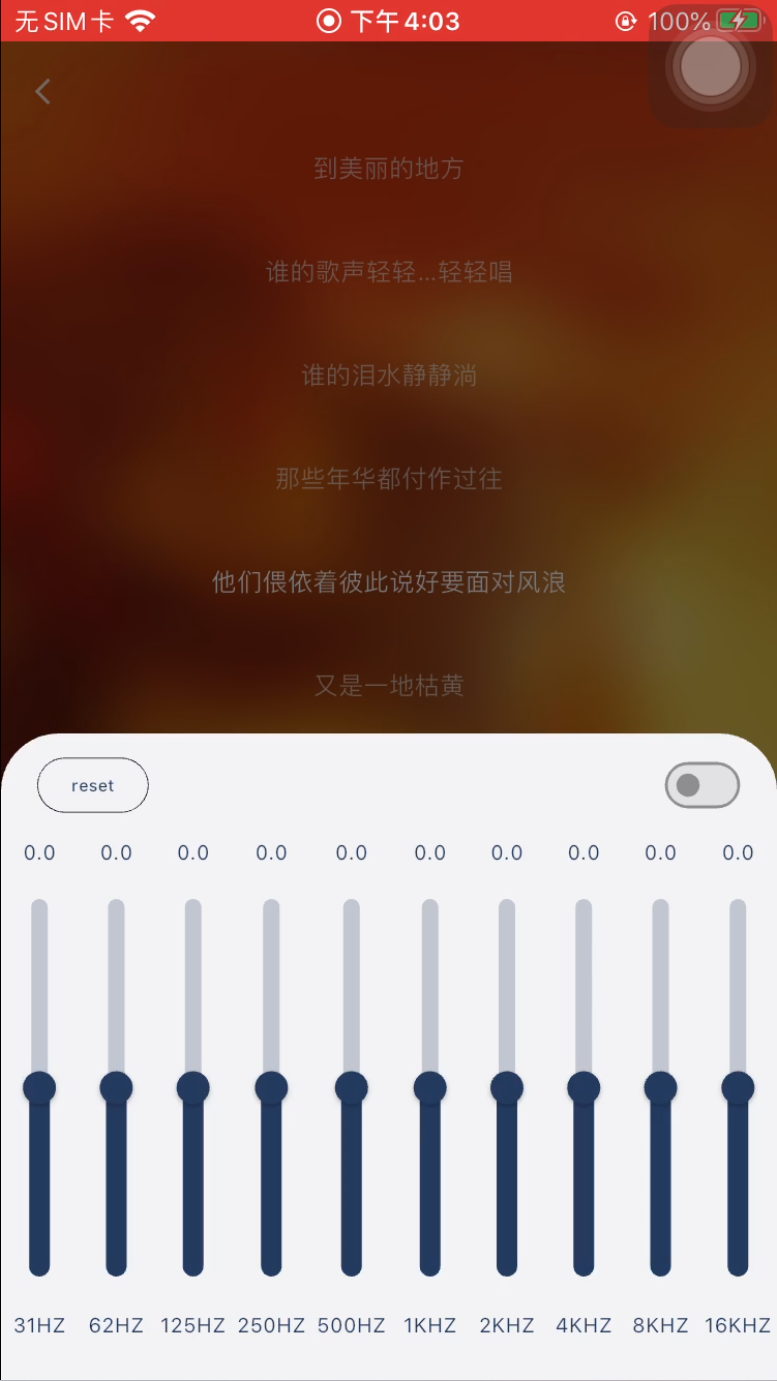 无SIM卡 下午4:03 100%
到美丽的地方
谁的歌声轻轻...轻轻唱
谁的泪水静静淌
那些年华都付作过往
他们偎依着彼此说好要面对风浪
又是一地枯黄
reset
0.0 0.0 0.0 0.0 0.0 0.0 0.0 0.0 0.0 0.0
31HZ 62HZ 125HZ 250HZ 500HZ 1KHZ 2KHZ 4KHZ 8KHZ 16KHZ